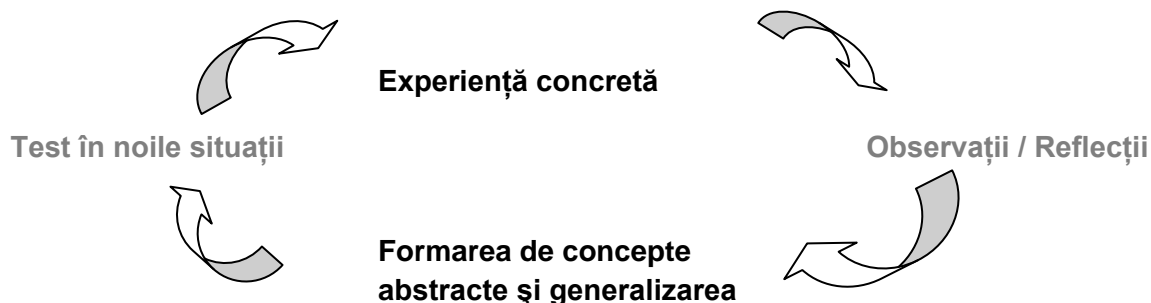 Experiență concretă
Test în noile situații
Observații / Reflecții
Formarea de concepte
abstracte şi generalizarea